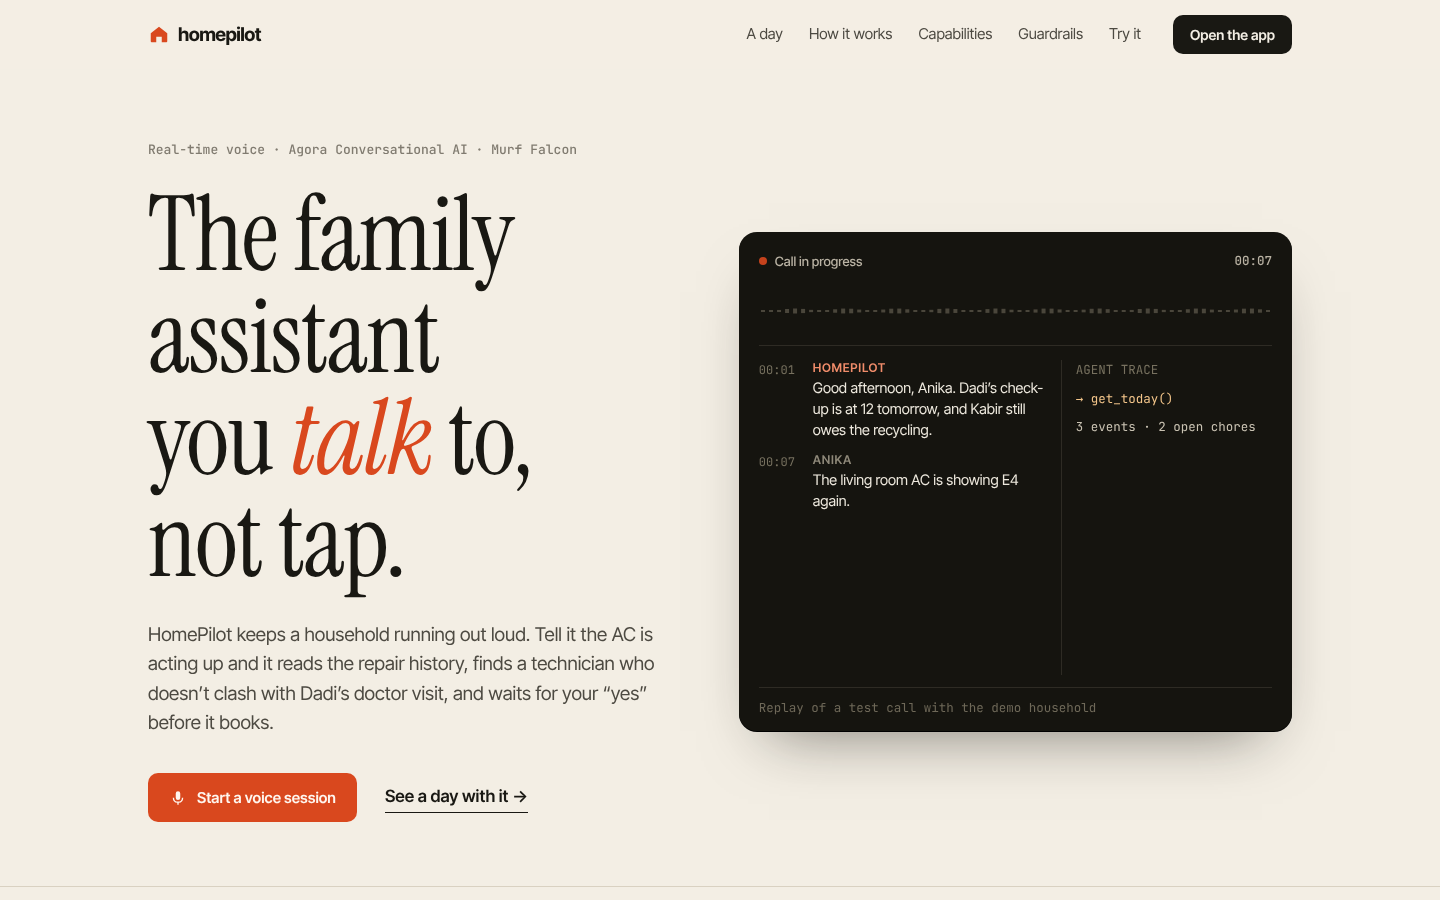 homepilot
A day
How it works
Capabilities
Guardrails
Try it
Open the app
Real-time voice · Agora Conversational AI · Murf Falcon
The family
assistant
you talk to,
not tap.
HomePilot keeps a household running out loud. Tell it the AC is
acting up and it reads the repair history, finds a technician who
doesn’t clash with Dadi’s doctor visit, and waits for your “yes”
before it books.
Start a voice session
See a day with it →
Call in progress
00:07
00:01
HOMEPILOT
Good afternoon, Anika. Dadi’s check-
up is at 12 tomorrow, and Kabir still
owes the recycling.
00:07
ANIKA
The living room AC is showing E4
again.
AGENT TRACE
→ get_today()
3 events · 2 open chores
Replay of a test call with the demo household